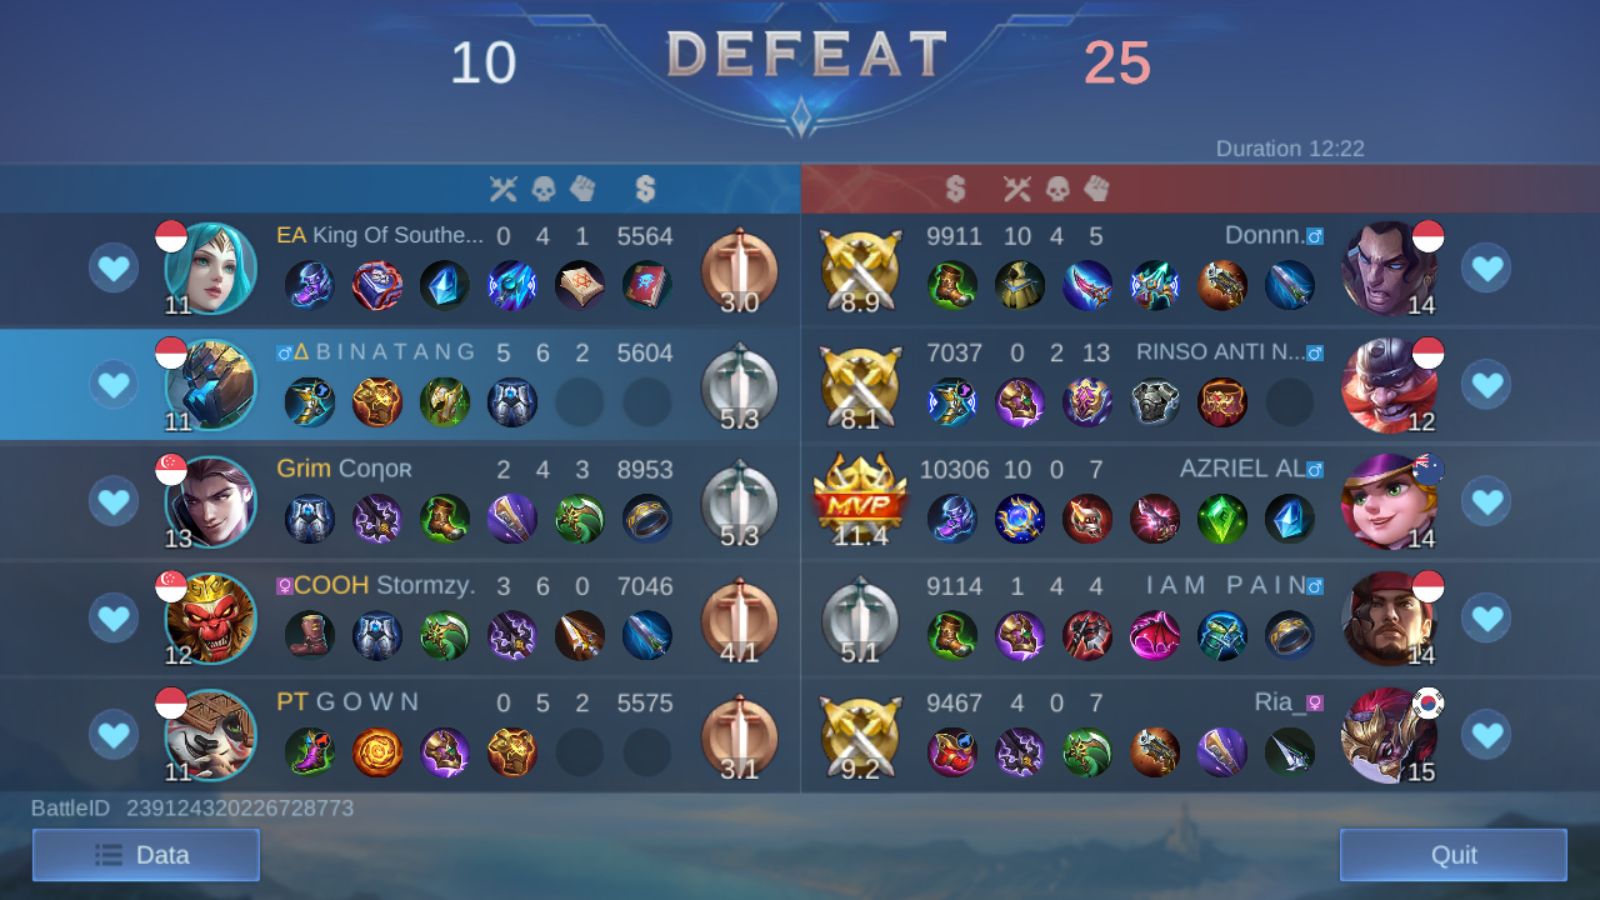 10 DEFEAT 25
Duration 12:22
EA King Of Southe... 0 4 1 5564
11 3.0
8.9 9911 10 4 5 Donnn.
14
Δ B I N A T A N G 5 6 2 5604
11 5.3
8.1 7037 0 2 13 RINSO ANTI N...
12
Grim Coηoʀ 2 4 3 8953
13 5.3
MVP 11.4 10306 10 0 7 AZRIEL AL
14
COOH Stormzy. 3 6 0 7046
12 4.1
5.1 9114 1 4 4 I A M P A I N
14
PT G O W N 0 5 2 5575
11 3.1
9.2 9467 4 0 7 Ria_
15
BattleID 239124320226728773
Data
Quit